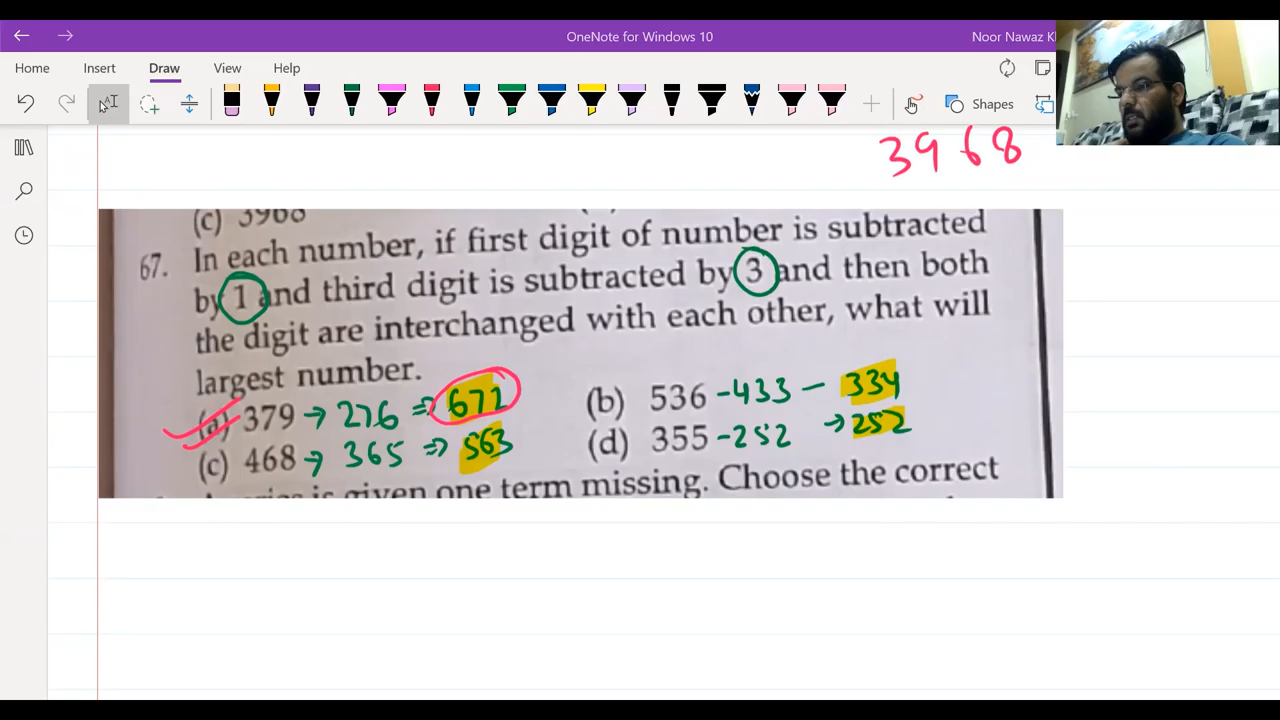 OneNote for Windows 10
Noor Nawaz
Home Insert Draw View Help
Shapes
3968
(c) 3968
67. In each number, if first digit of number is subtracted
by 1 and third digit is subtracted by 3 and then both
the digit are interchanged with each other, what will
largest number.
(a) 379 → 276 ⇒ 672 (b) 536 - 433 - 334
(c) 468 → 365 ⇒ 563 (d) 355 - 252 → 252
is given one term missing. Choose the correct